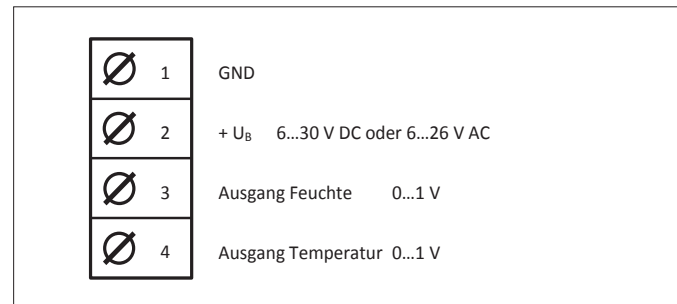 1 GND
2 + UB 6...30 V DC oder 6...26 V AC
3 Ausgang Feuchte 0...1 V
4 Ausgang Temperatur 0...1 V